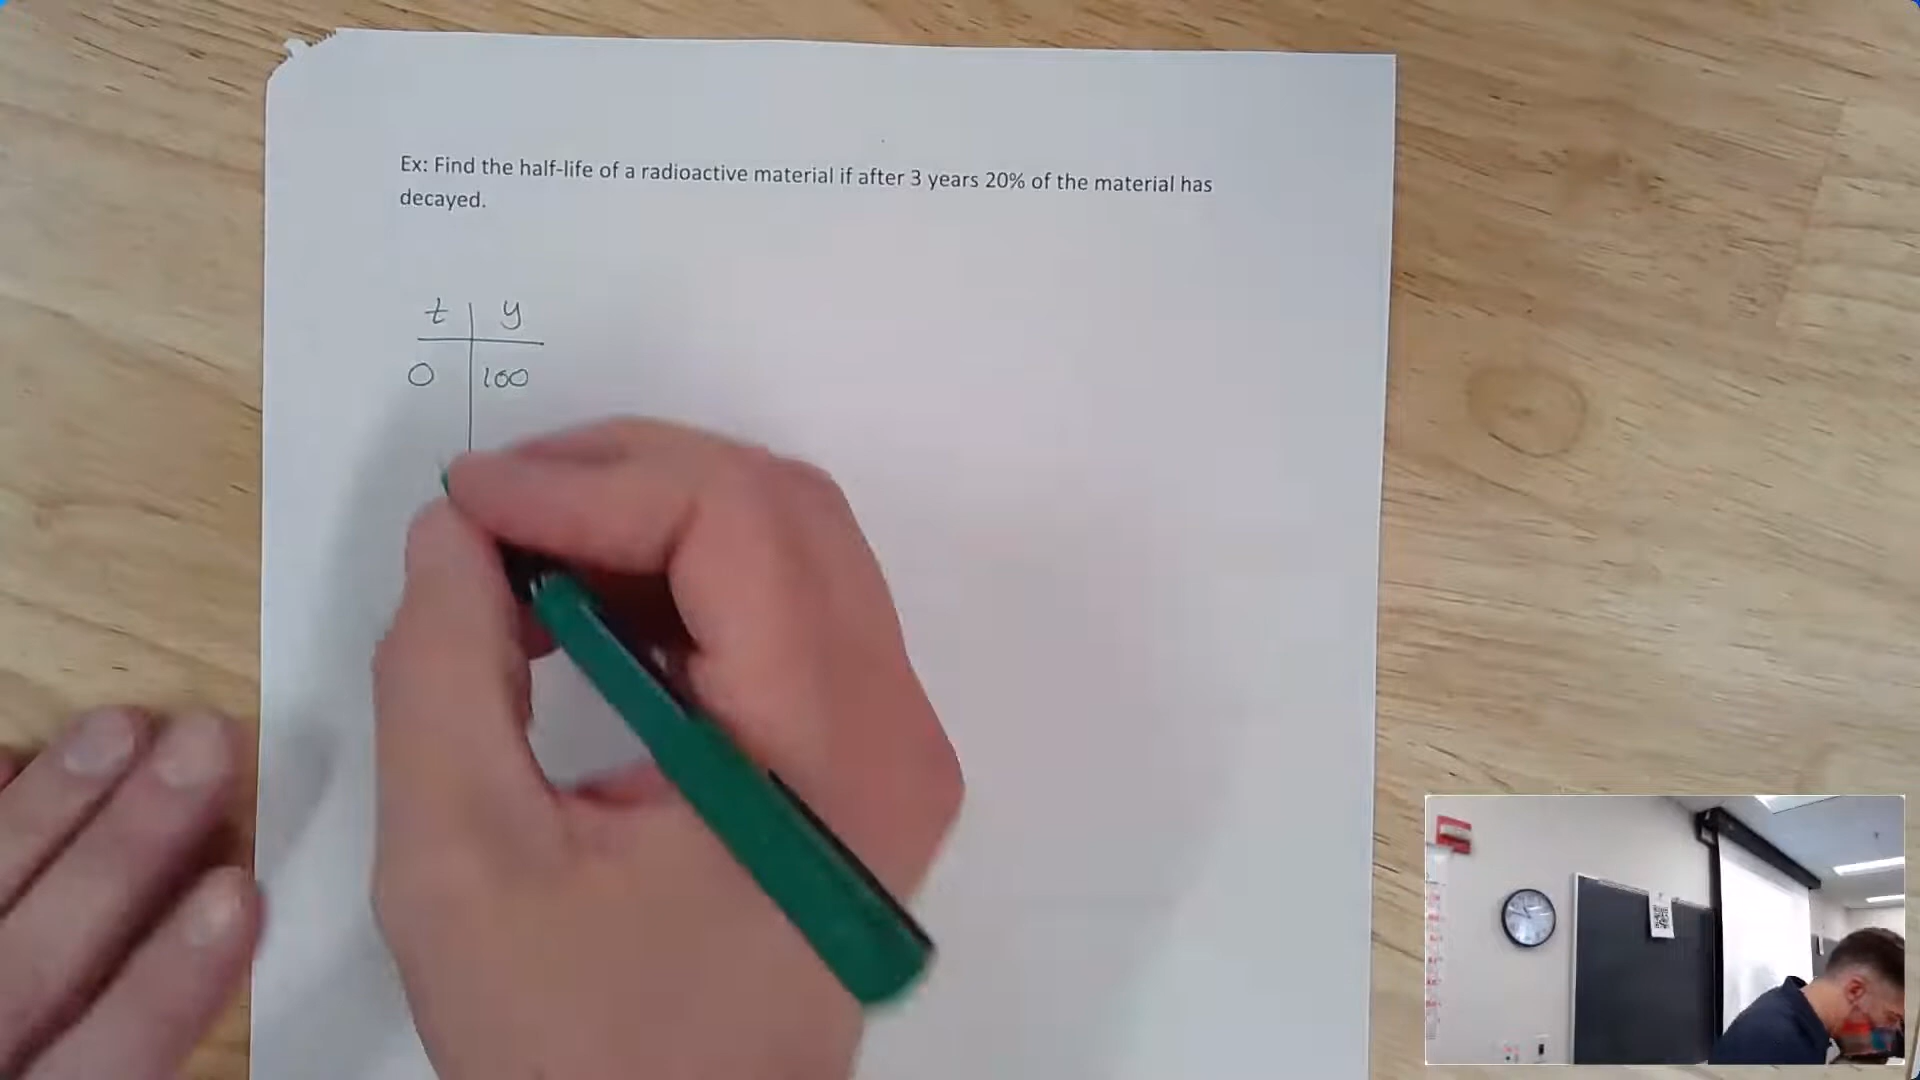 Ex: Find the half-life of a radioactive material if after 3 years 20% of the material has
decayed.
t y
0 100